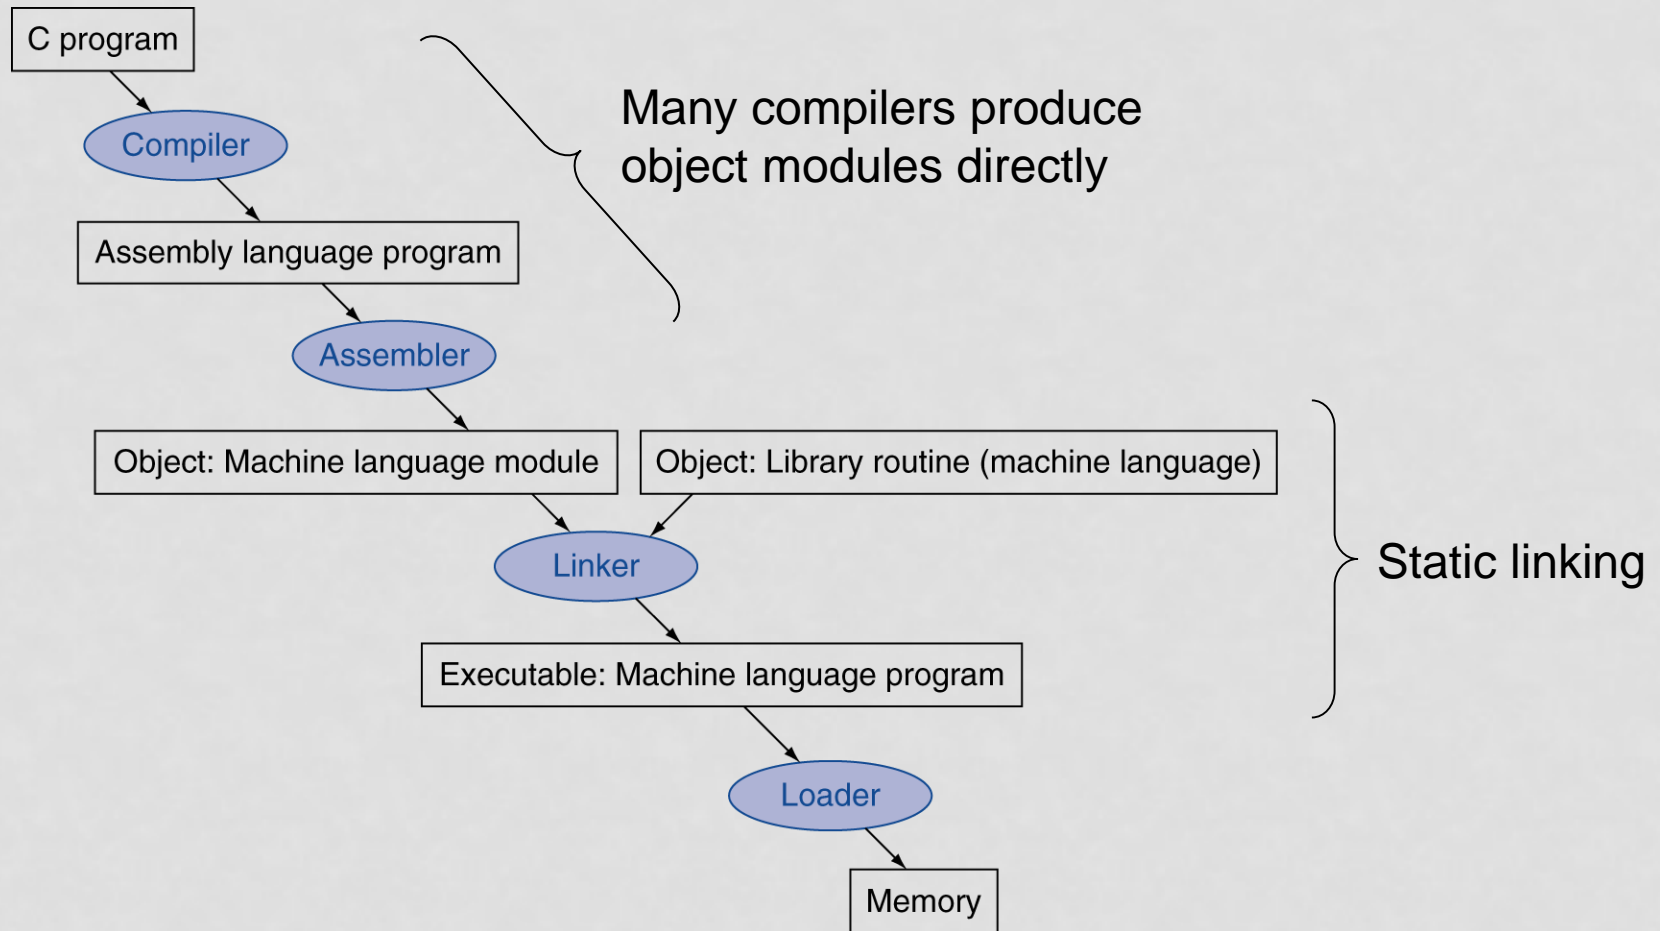 C program
Many compilers produce
object modules directly
Compiler
Assembly language program
Assembler
Object: Machine language module
Object: Library routine (machine language)
Linker
Static linking
Executable: Machine language program
Loader
Memory